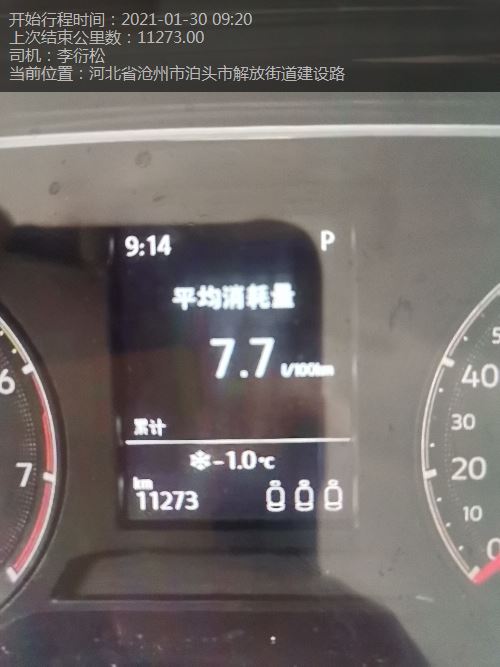 开始行程时间：2021-01-30 09:20
上次结束公里数：11273.00
司机：李衍松
当前位置：河北省沧州市泊头市解放街道建设路
9:14 P
平均消耗量
7.7 l/100km
累计
-1.0℃
km
11273
6
7
5
40
30
20
10
0